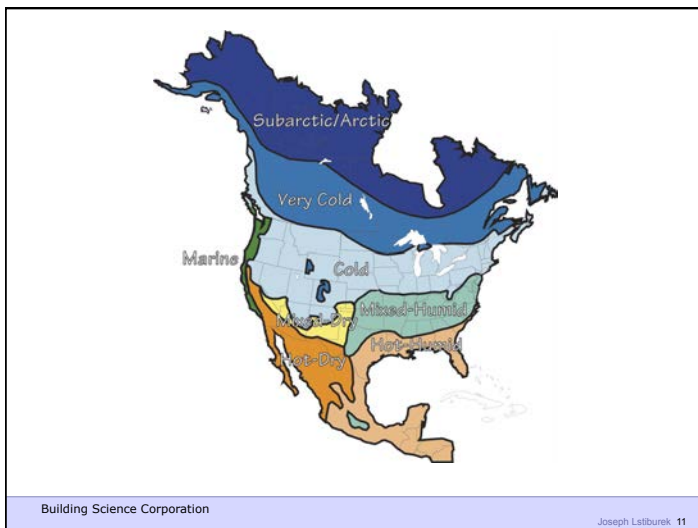 Subarctic/Arctic
Very Cold
Marine
Cold
Mixed-Humid
Mixed-Dry
Hot-Humid
Hot-Dry
Building Science Corporation
Joseph Lstiburek 11